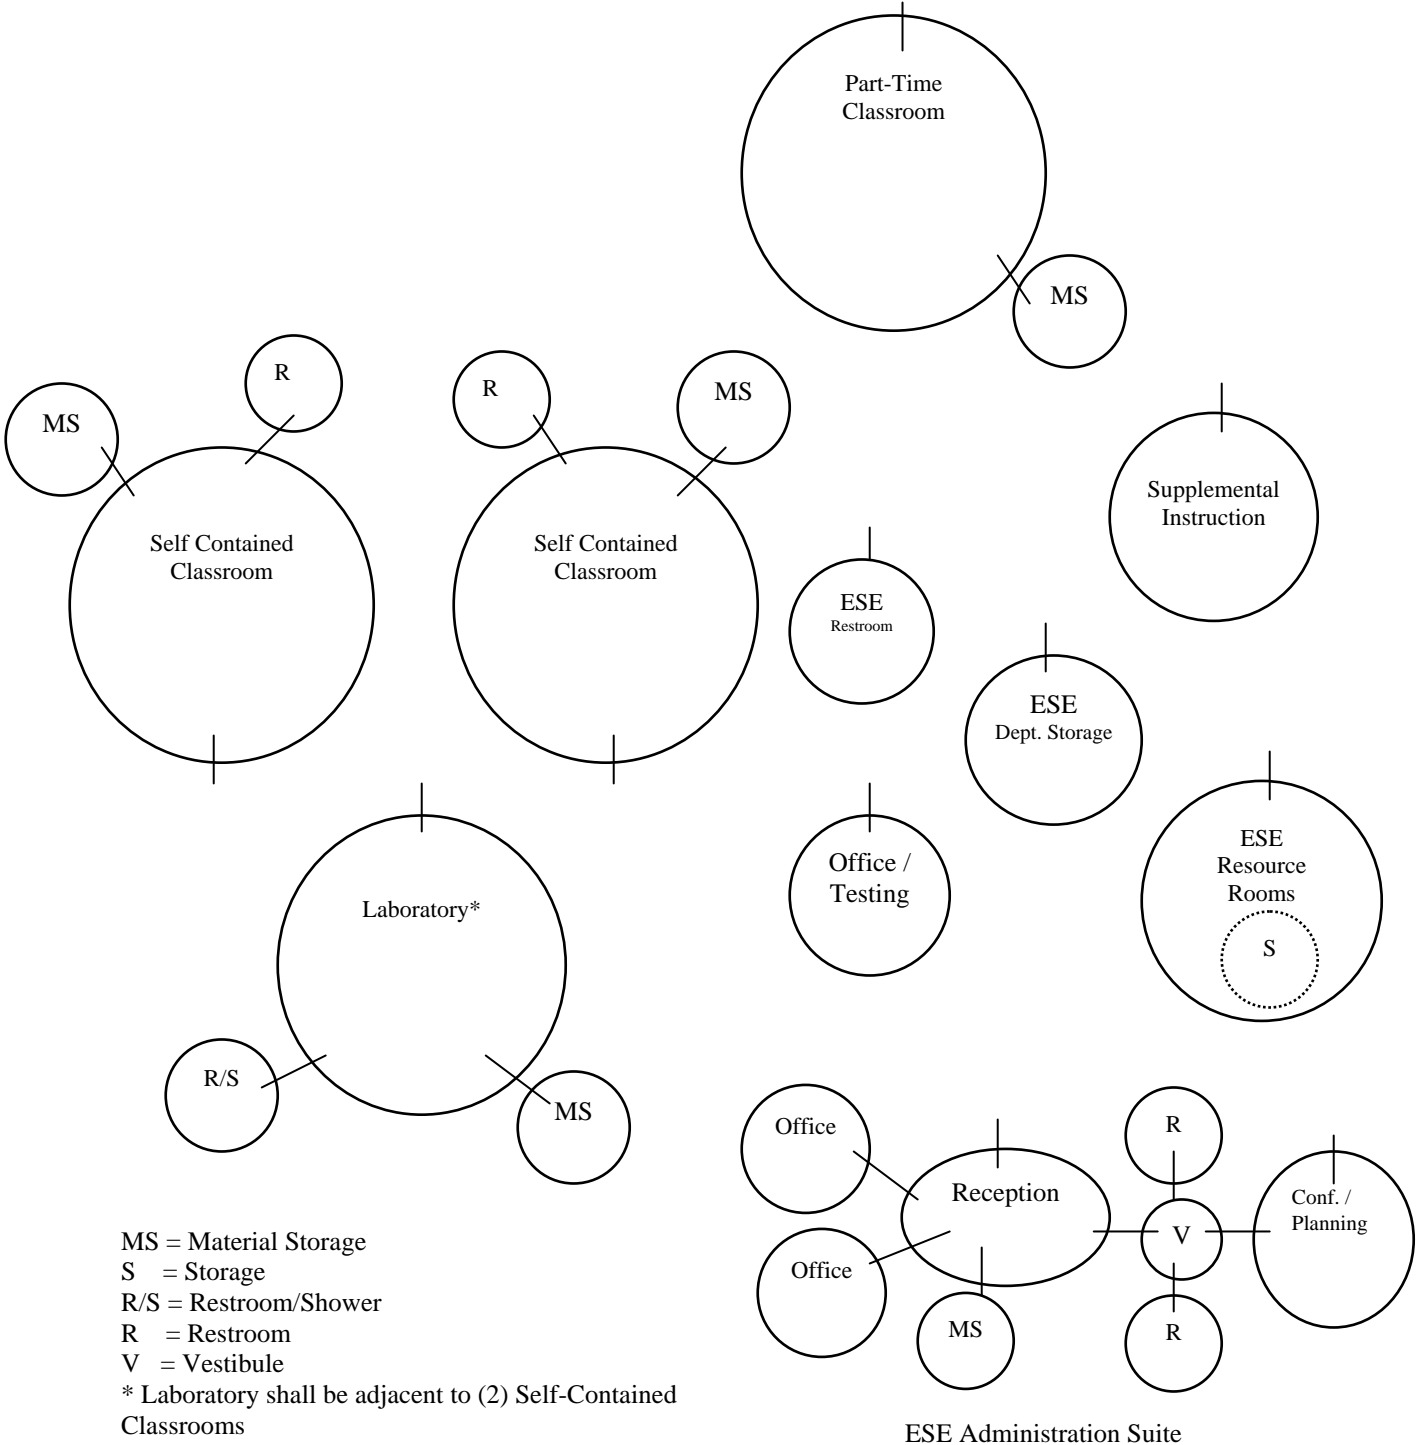 Part-Time
Classroom
MS
R
R
MS
MS
Supplemental
Instruction
Self Contained
Classroom
Self Contained
Classroom
ESE
Restroom
ESE
Dept. Storage
ESE
Resource
Rooms
S
Office /
Testing
Laboratory*
R/S
MS
Office
R
Reception
Conf. /
Planning
V
Office
MS
R
MS = Material Storage
S = Storage
R/S = Restroom/Shower
R = Restroom
V = Vestibule
* Laboratory shall be adjacent to (2) Self-Contained
Classrooms
ESE Administration Suite